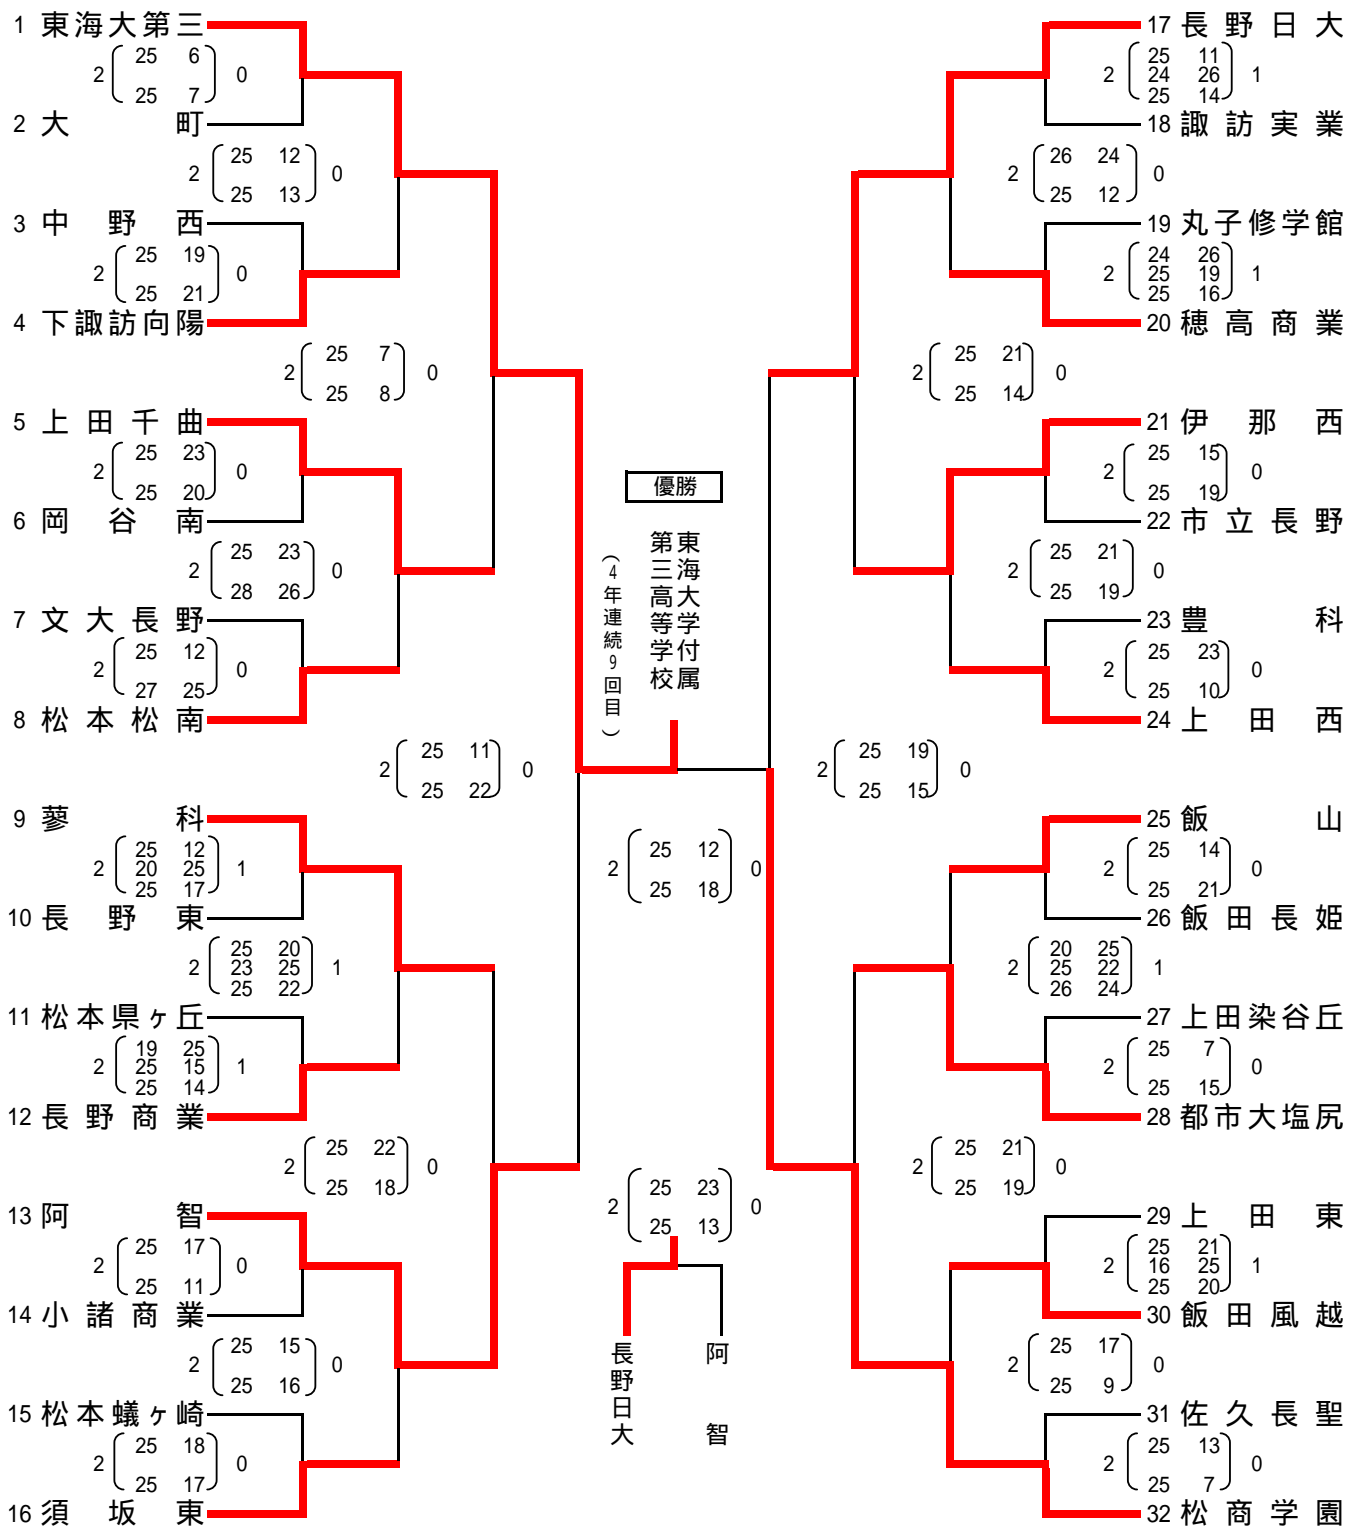 1 東海大第三
2 ( 25 6 ) 0
25 7
2 大町
2 ( 25 12 ) 0
25 13
3 中野西
2 ( 25 19 ) 0
25 21
4 下諏訪向陽
2 ( 25 7 ) 0
25 8
5 上田千曲
2 ( 25 23 ) 0
25 20
6 岡谷南
2 ( 25 23 ) 0
28 26
7 文大長野
2 ( 25 12 ) 0
27 25
8 松本松南
2 ( 25 11 ) 0
25 22
9 蓼科
25 12
2 ( 20 25 ) 1
25 17
10 長野東
25 20
2 ( 23 25 ) 1
25 22
11 松本県ヶ丘
19 25
2 ( 25 15 ) 1
25 14
12 長野商業
2 ( 25 22 ) 0
25 18
13 阿智
2 ( 25 17 ) 0
25 11
14 小諸商業
2 ( 25 15 ) 0
25 16
15 松本蟻ヶ崎
2 ( 25 18 ) 0
25 17
16 須坂東
優勝
東海大学付属
第三高等学校
(4年連続9回目)
2 ( 25 12 ) 0
25 18
2 ( 25 23 ) 0
25 13
長野日大
阿智
17 長野日大
25 11
2 ( 24 26 ) 1
25 14
18 諏訪実業
2 ( 26 24 ) 0
25 12
19 丸子修学館
24 26
2 ( 25 19 ) 1
25 16
20 穂高商業
2 ( 25 21 ) 0
25 14
21 伊那西
2 ( 25 15 ) 0
25 19
22 市立長野
2 ( 25 21 ) 0
25 19
23 豊科
2 ( 25 23 ) 0
25 10
24 上田西
2 ( 25 19 ) 0
25 15
25 飯山
2 ( 25 14 ) 0
25 21
26 飯田長姫
20 25
2 ( 25 22 ) 1
26 24
27 上田染谷丘
2 ( 25 7 ) 0
25 15
28 都市大塩尻
2 ( 25 21 ) 0
25 19
29 上田東
25 21
2 ( 16 25 ) 1
25 20
30 飯田風越
2 ( 25 17 ) 0
25 9
31 佐久長聖
2 ( 25 13 ) 0
25 7
32 松商学園